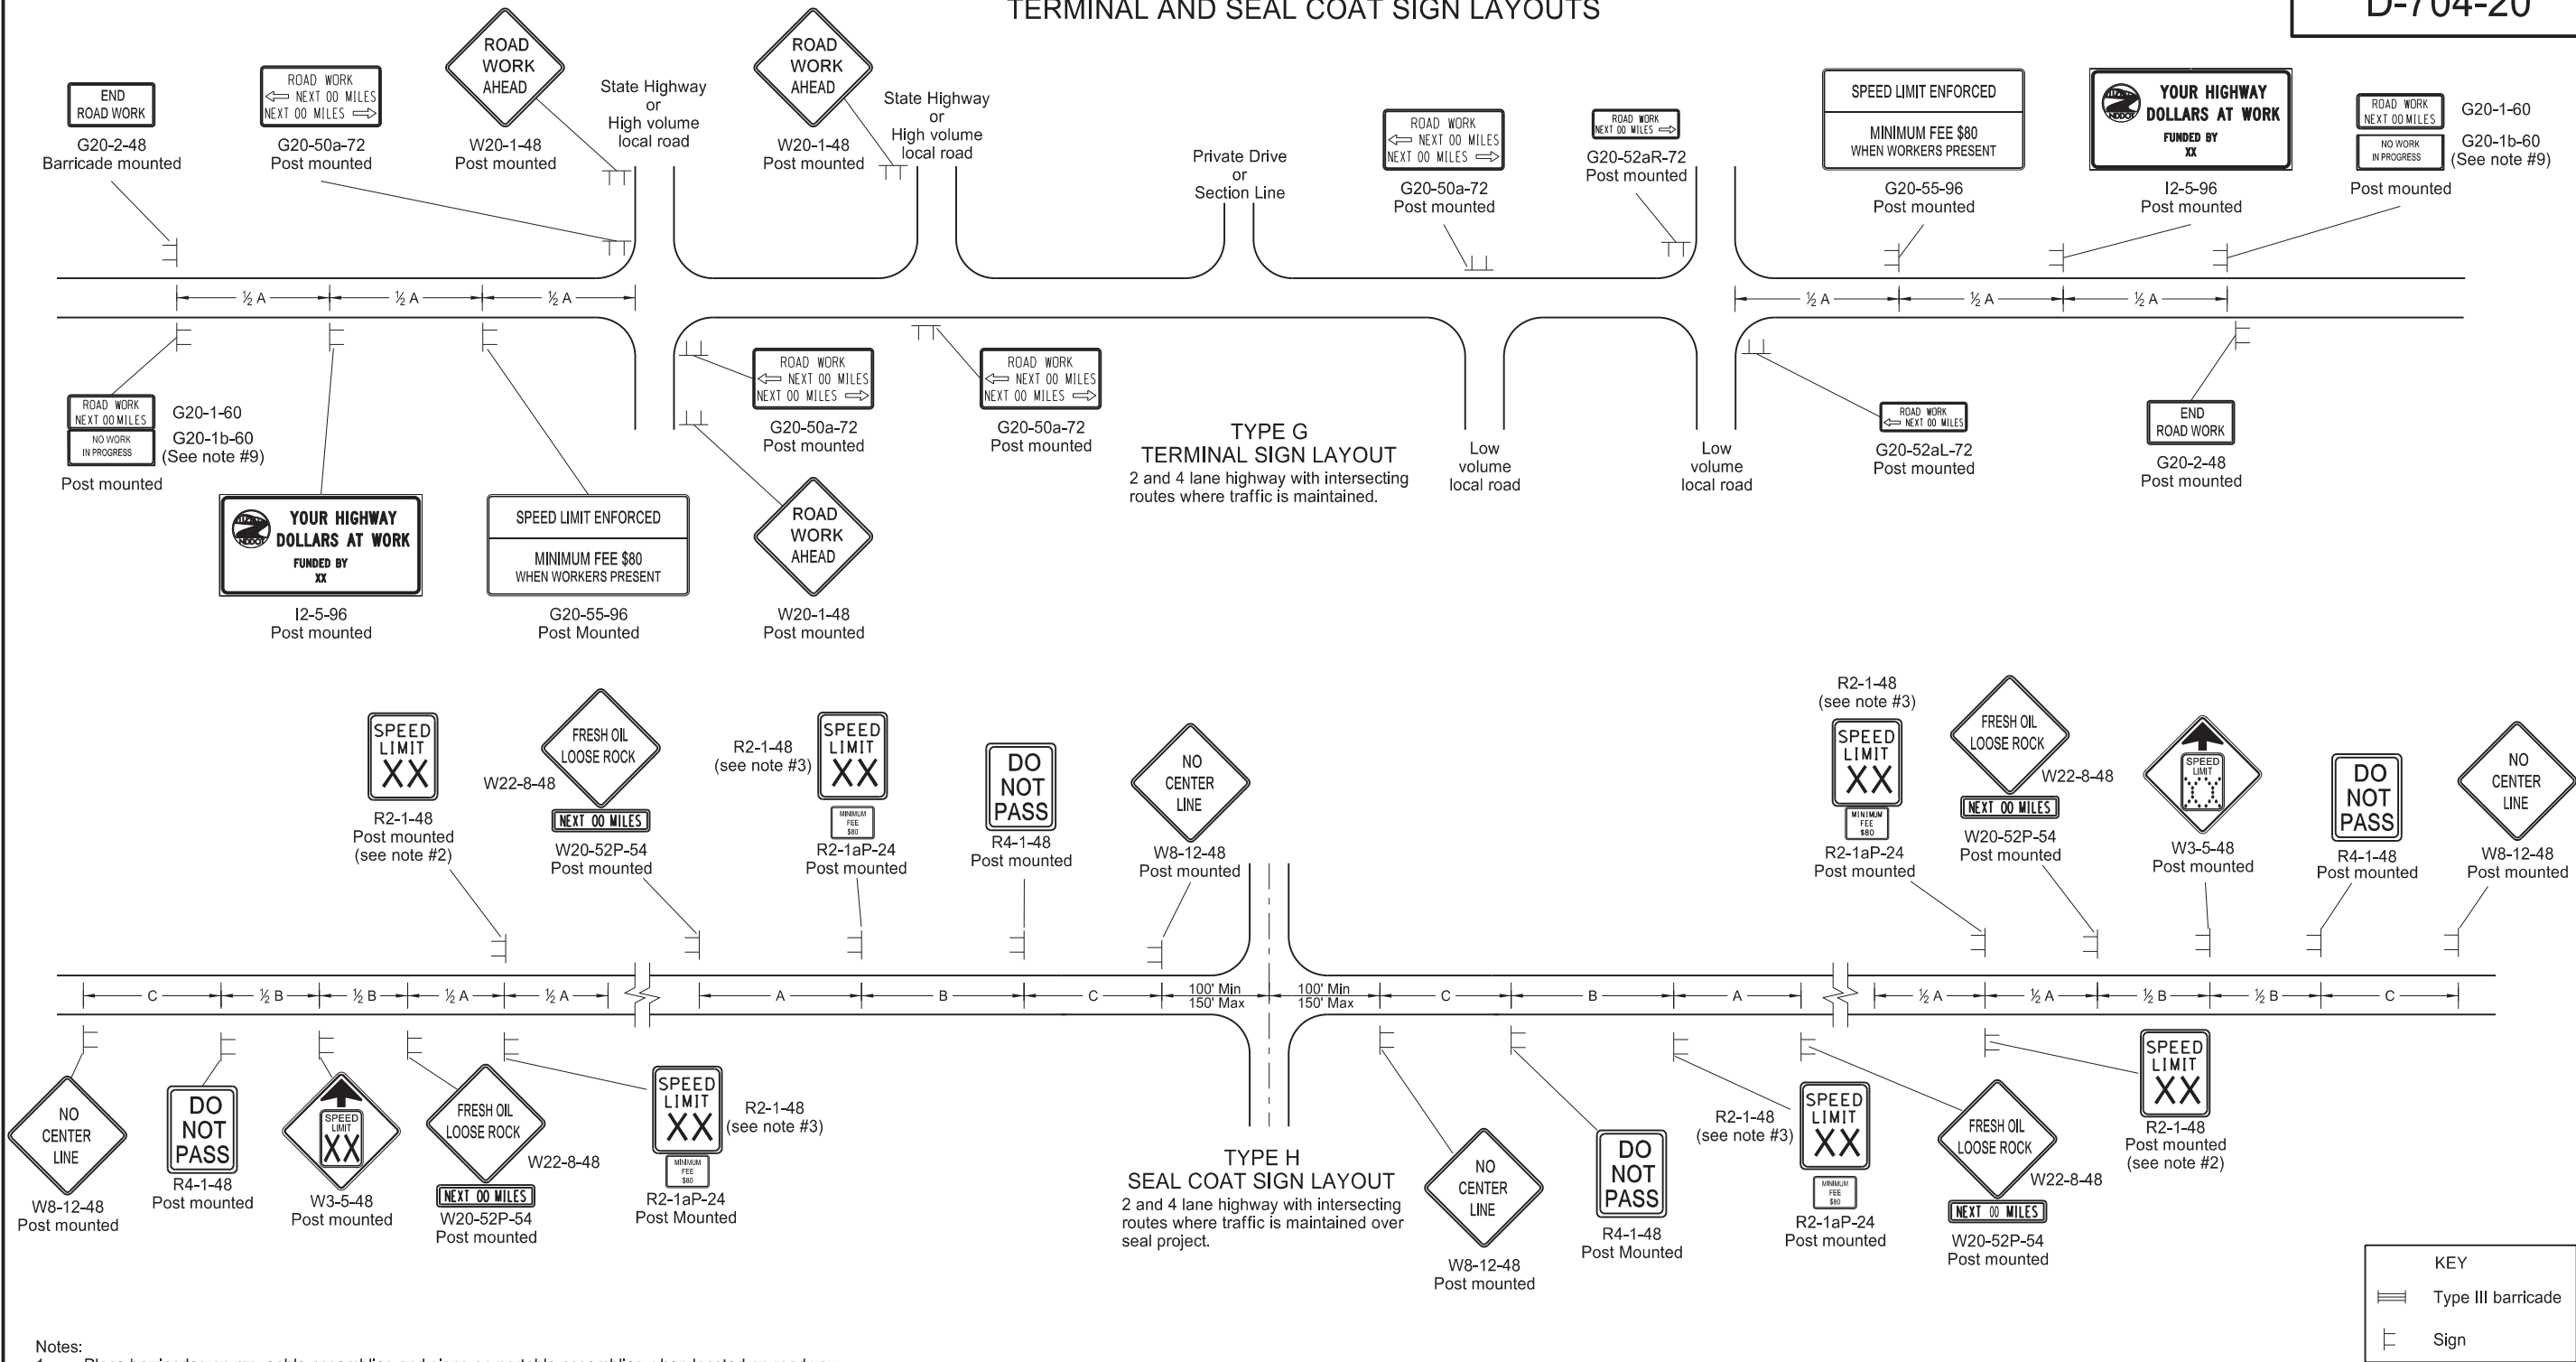 TERMINAL AND SEAL COAT SIGN LAYOUTS
D-704-20
END
ROAD WORK
G20-2-48
Barricade mounted
ROAD WORK
NEXT 00 MILES
NEXT 00 MILES
G20-50a-72
Post mounted
ROAD
WORK
AHEAD
W20-1-48
Post mounted
State Highway
or
High volume
local road
ROAD
WORK
AHEAD
W20-1-48
Post mounted
State Highway
or
High volume
local road
Private Drive
or
Section Line
ROAD WORK
NEXT 00 MILES
NEXT 00 MILES
G20-50a-72
Post mounted
ROAD WORK
NEXT 00 MILES
G20-52aR-72
Post mounted
SPEED LIMIT ENFORCED
MINIMUM FEE $80
WHEN WORKERS PRESENT
G20-55-96
Post mounted
NDDOT
YOUR HIGHWAY
DOLLARS AT WORK
FUNDED BY
XX
I2-5-96
Post mounted
ROAD WORK
NEXT 00 MILES
G20-1-60
NO WORK
IN PROGRESS
G20-1b-60
(See note #9)
Post mounted
½ A ½ A ½ A
½ A ½ A ½ A
ROAD WORK
NEXT 00 MILES
G20-1-60
NO WORK
IN PROGRESS
G20-1b-60
(See note #9)
Post mounted
NDDOT
YOUR HIGHWAY
DOLLARS AT WORK
FUNDED BY
XX
I2-5-96
Post mounted
SPEED LIMIT ENFORCED
MINIMUM FEE $80
WHEN WORKERS PRESENT
G20-55-96
Post Mounted
ROAD WORK
NEXT 00 MILES
NEXT 00 MILES
G20-50a-72
Post mounted
ROAD
WORK
AHEAD
W20-1-48
Post mounted
ROAD WORK
NEXT 00 MILES
NEXT 00 MILES
G20-50a-72
Post mounted
TYPE G
TERMINAL SIGN LAYOUT
2 and 4 lane highway with intersecting
routes where traffic is maintained.
Low
volume
local road
Low
volume
local road
ROAD WORK
NEXT 00 MILES
G20-52aL-72
Post mounted
END
ROAD WORK
G20-2-48
Post mounted
SPEED
LIMIT
XX
R2-1-48
Post mounted
(see note #2)
FRESH OIL
LOOSE ROCK
W22-8-48
NEXT 00 MILES
W20-52P-54
Post mounted
R2-1-48
(see note #3)
SPEED
LIMIT
XX
MINIMUM
FEE
$80
R2-1aP-24
Post mounted
DO
NOT
PASS
R4-1-48
Post mounted
NO
CENTER
LINE
W8-12-48
Post mounted
R2-1-48
(see note #3)
SPEED
LIMIT
XX
MINIMUM
FEE
$80
R2-1aP-24
Post mounted
FRESH OIL
LOOSE ROCK
W22-8-48
NEXT 00 MILES
W20-52P-54
Post mounted
SPEED
LIMIT
XX
W3-5-48
Post mounted
DO
NOT
PASS
R4-1-48
Post mounted
NO
CENTER
LINE
W8-12-48
Post mounted
C ½ B ½ B ½ A ½ A A B C 100' Min 100' Min C B A ½ A ½ A ½ B ½ B C
150' Max 150' Max
NO
CENTER
LINE
W8-12-48
Post mounted
DO
NOT
PASS
R4-1-48
Post mounted
SPEED
LIMIT
XX
W3-5-48
Post mounted
FRESH OIL
LOOSE ROCK
W22-8-48
NEXT 00 MILES
W20-52P-54
Post mounted
SPEED
LIMIT
XX
R2-1-48
(see note #3)
MINIMUM
FEE
$80
R2-1aP-24
Post Mounted
TYPE H
SEAL COAT SIGN LAYOUT
2 and 4 lane highway with intersecting
routes where traffic is maintained over
seal project.
NO
CENTER
LINE
W8-12-48
Post mounted
DO
NOT
PASS
R4-1-48
Post Mounted
R2-1-48
(see note #3)
SPEED
LIMIT
XX
MINIMUM
FEE
$80
R2-1aP-24
Post mounted
FRESH OIL
LOOSE ROCK
W22-8-48
NEXT 00 MILES
W20-52P-54
Post mounted
SPEED
LIMIT
XX
R2-1-48
Post mounted
(see note #2)
KEY
Type III barricade
Sign
Notes: